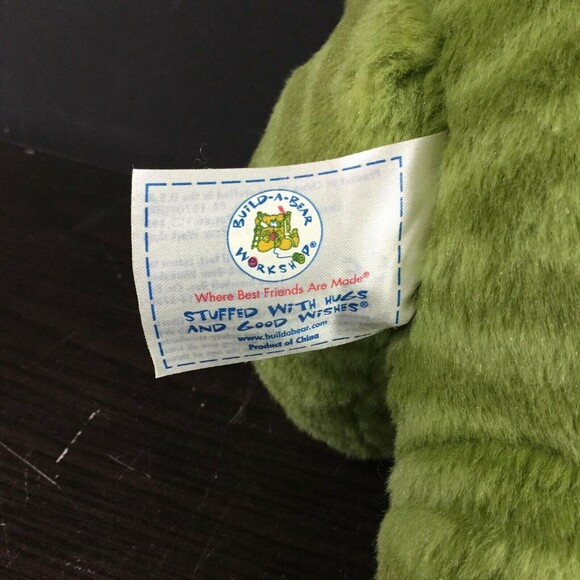 BUILD-A-BEAR
WORKSHOP®
Where Best Friends Are Made®
STUFFED WITH HUGS
AND GOOD WISHES®
www.buildabear.com
Product of China